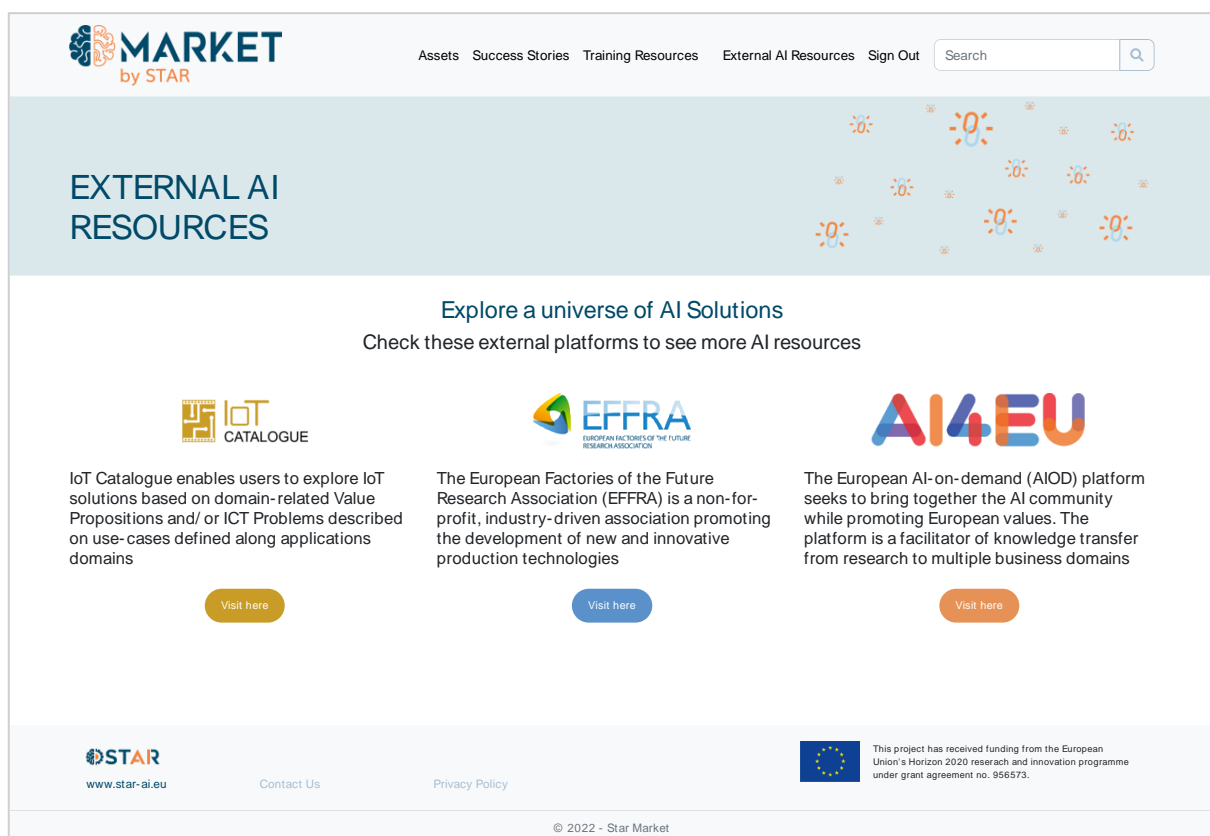 MARKET
by STAR
Assets Success Stories Training Resources External AI Resources Sign Out Search
EXTERNAL AI
RESOURCES
Explore a universe of AI Solutions
Check these external platforms to see more AI resources
IoT
CATALOGUE
IoT Catalogue enables users to explore IoT
solutions based on domain-related Value
Propositions and/ or ICT Problems described
on use-cases defined along applications
domains
Visit here
EFFRA
EUROPEAN FACTORIES OF THE FUTURE
RESEARCH ASSOCIATION
The European Factories of the Future
Research Association (EFFRA) is a non-for-
profit, industry-driven association promoting
the development of new and innovative
production technologies
Visit here
AI4EU
The European AI-on-demand (AIOD) platform
seeks to bring together the AI community
while promoting European values. The
platform is a facilitator of knowledge transfer
from research to multiple business domains
Visit here
STAR
www.star-ai.eu
Contact Us
Privacy Policy
This project has received funding from the European
Union's Horizon 2020 reserach and innovation programme
under grant agreement no. 956573.
© 2022 - Star Market